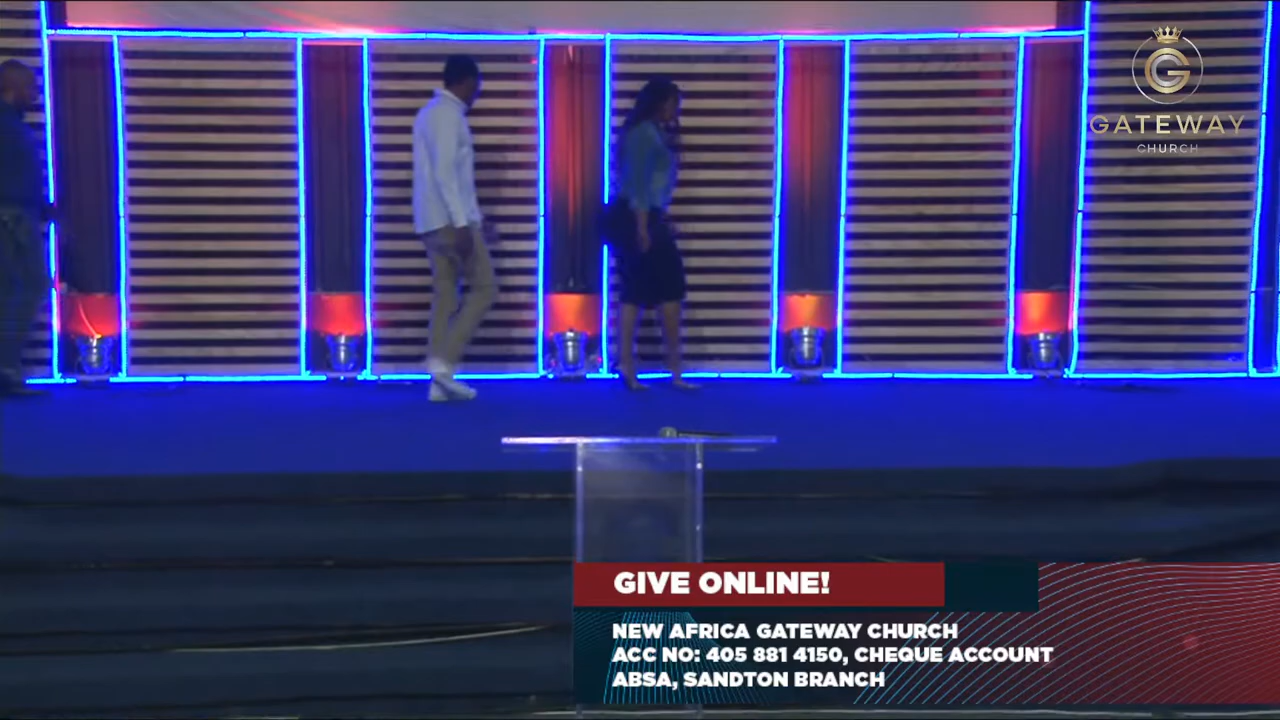 G
GATEWAY
CHURCH
GIVE ONLINE!
NEW AFRICA GATEWAY CHURCH
ACC NO: 405 881 4150, CHEQUE ACCOUNT
ABSA, SANDTON BRANCH